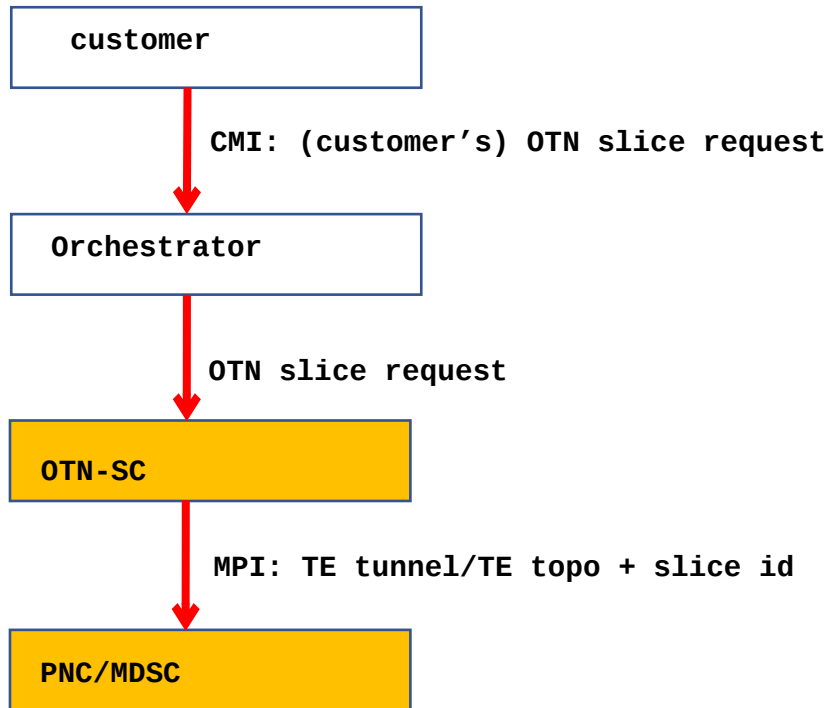 customer
CMI: (customer’s) OTN slice request
Orchestrator
OTN slice request
OTN-SC
MPI: TE tunnel/TE topo + slice id
PNC/MDSC